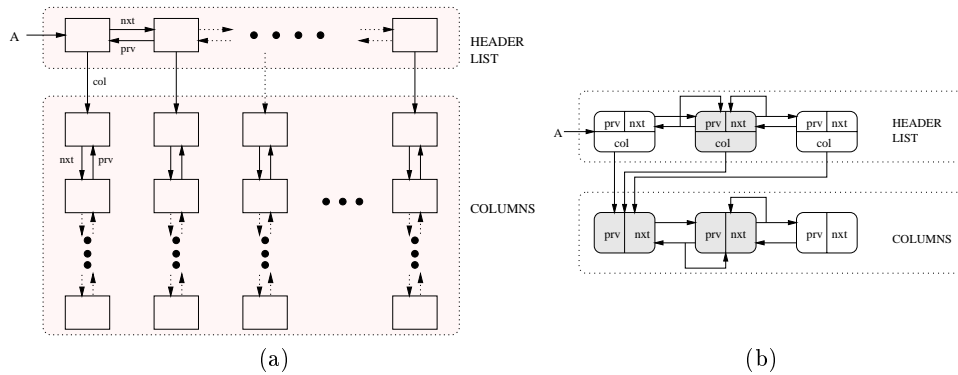 A
nxt
prv
HEADER
LIST
col
nxt
prv
COLUMNS
(a)
A
prv nxt
prv nxt
prv nxt
col
col
col
HEADER
LIST
prv nxt
prv nxt
prv nxt
COLUMNS
(b)